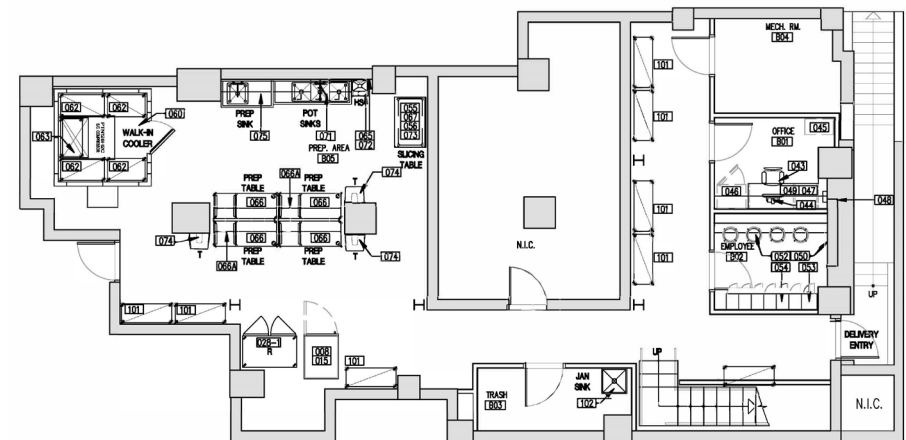 MECH. RM.
B04
101
062
062
060
063
WALK-IN
COOLER
062
062
PREP
SINK
075
POT
SINKS
071
HS
065
072
PREP. AREA
B05
055
067
056
073
SLICING
TABLE
101
OFFICE
B01
045
043
046
049
047
044
048
PREP
TABLE
066A
PREP
TABLE
074
T
066
066
066
066
074
T
066A
PREP
TABLE
PREP
TABLE
T
074
N.I.C.
101
101
EMPLOYEE
B02
052
050
054
053
UP
101
101
028-1
R
008
015
101
UP
DELIVERY
ENTRY
TRASH
B03
JAN
SINK
102
N.I.C.